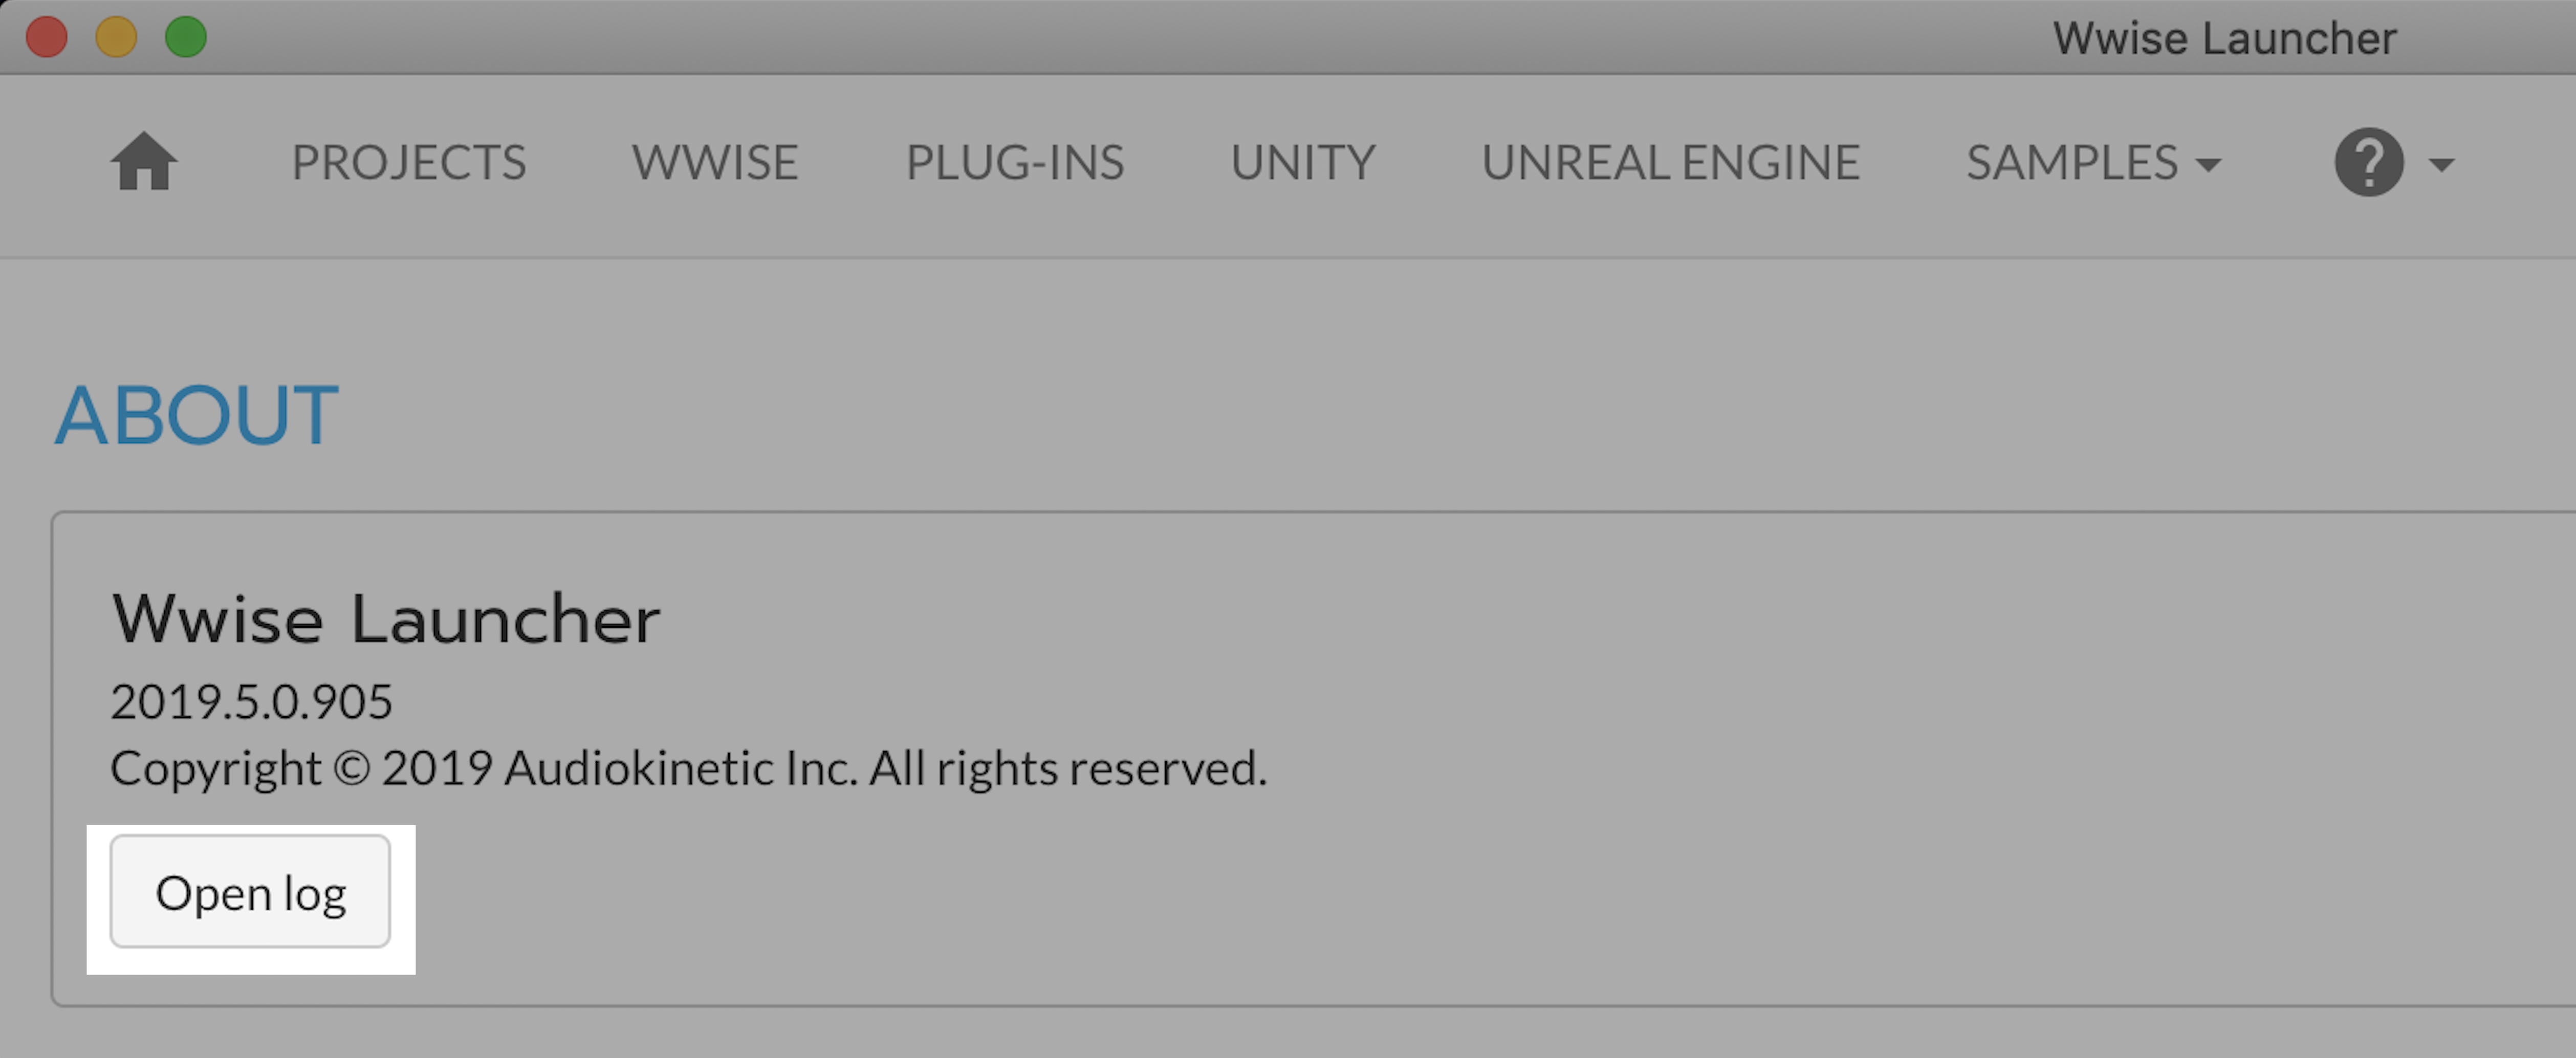 Wwise Launcher
PROJECTS WWISE PLUG-INS UNITY UNREAL ENGINE SAMPLES ?
ABOUT
Wwise Launcher
2019.5.0.905
Copyright © 2019 Audiokinetic Inc. All rights reserved.
Open log